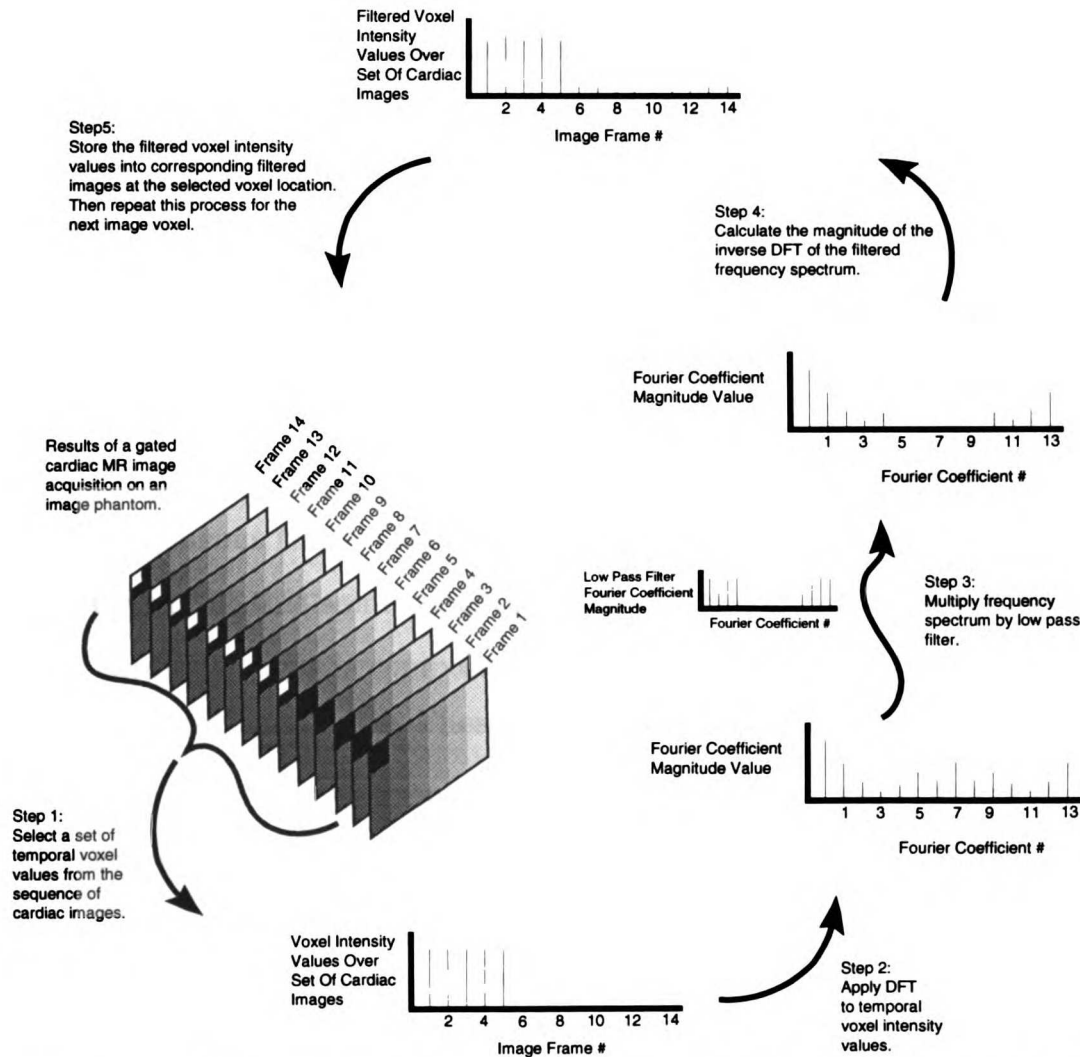 Filtered Voxel
Intensity
Values Over
Set Of Cardiac
Images
2 4 6 8 10 12 14
Image Frame #
Step5:
Store the filtered voxel intensity
values into corresponding filtered
images at the selected voxel location.
Then repeat this process for the
next image voxel.
Step 4:
Calculate the magnitude of the
inverse DFT of the filtered
frequency spectrum.
Fourier Coefficient
Magnitude Value
1 3 5 7 9 11 13
Fourier Coefficient #
Results of a gated
cardiac MR image
acquisition on an
image phantom.
Frame 14
Frame 13
Frame 12
Frame 11
Frame 10
Frame 9
Frame 8
Frame 7
Frame 6
Frame 5
Frame 4
Frame 3
Frame 2
Frame 1
Low Pass Filter
Fourier Coefficient
Magnitude
Fourier Coefficient #
Step 3:
Multiply frequency
spectrum by low pass
filter.
Fourier Coefficient
Magnitude Value
1 3 5 7 9 11 13
Fourier Coefficient #
Step 1:
Select a set of
temporal voxel
values from the
sequence of
cardiac images.
Voxel Intensity
Values Over
Set Of Cardiac
Images
2 4 6 8 10 12 14
Image Frame #
Step 2:
Apply DFT
to temporal
voxel intensity
values.